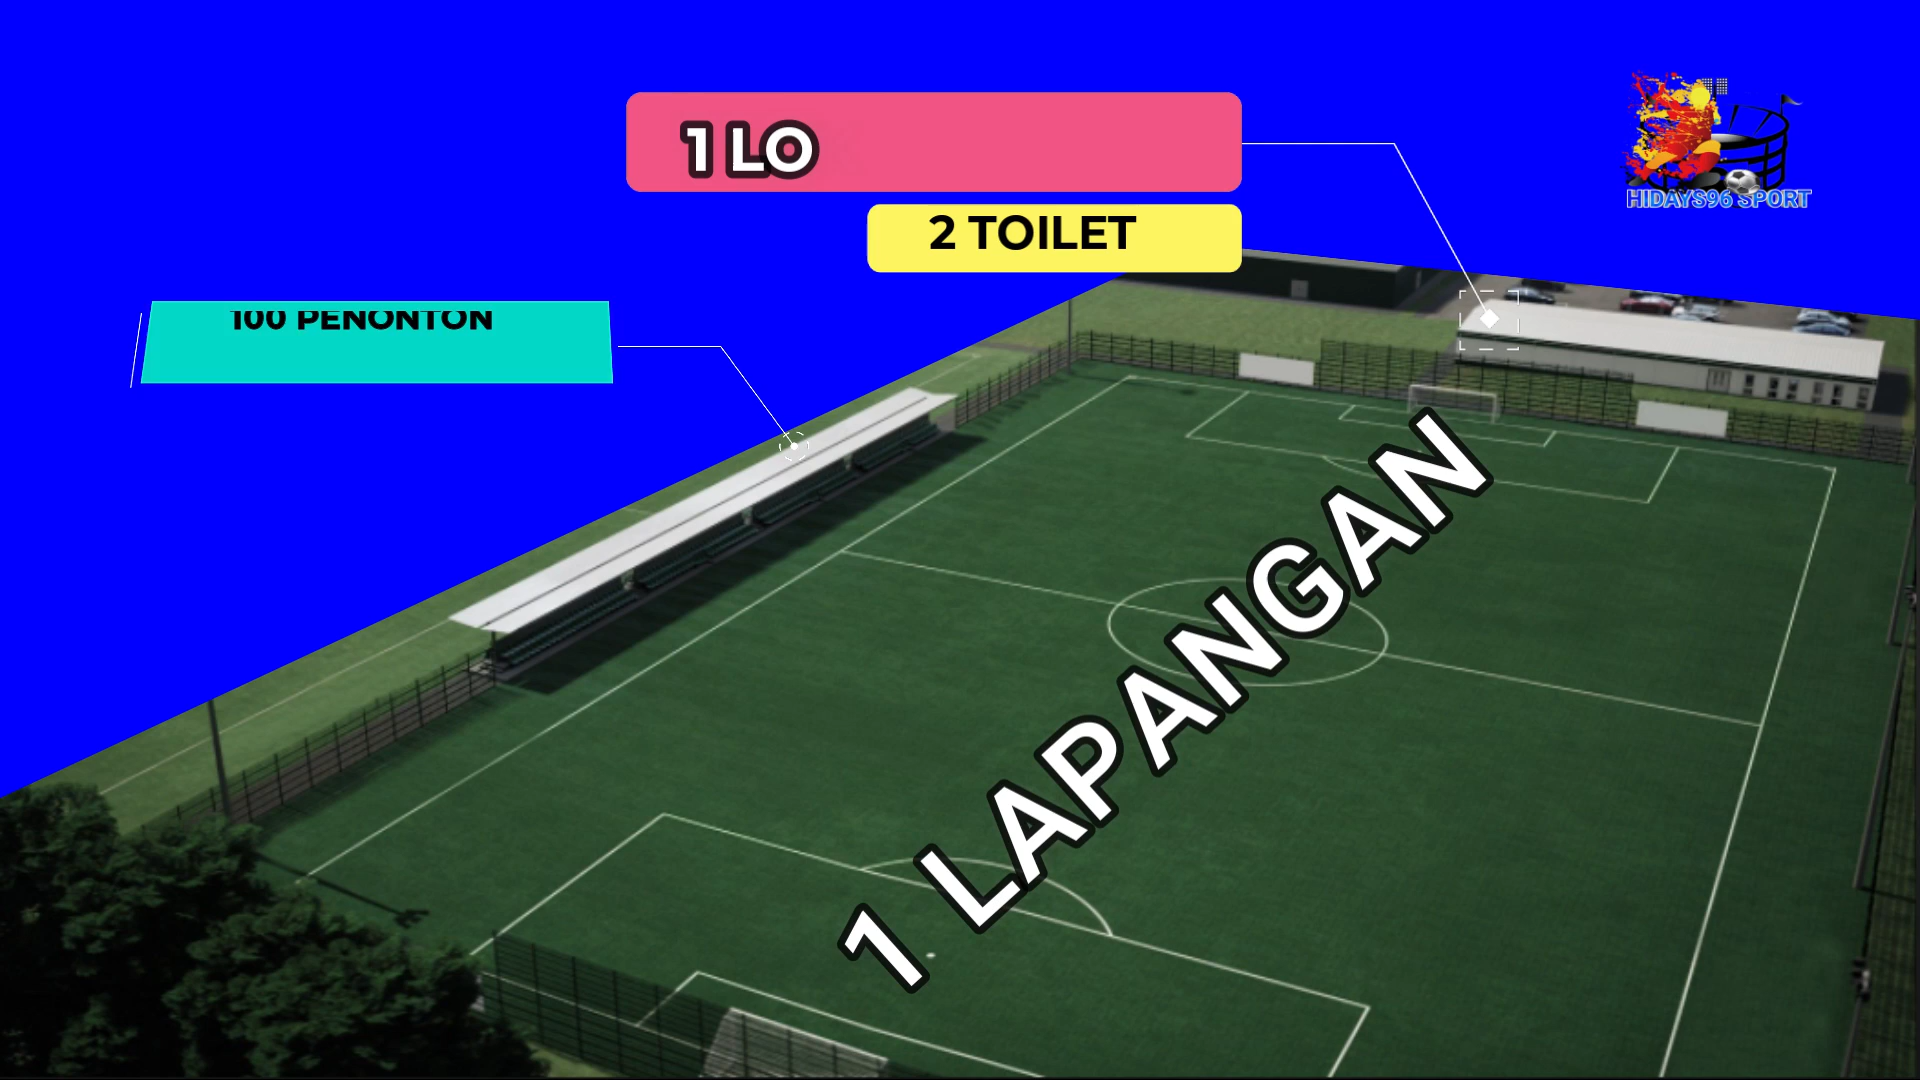 1 LO
2 TOILET
HIDAYS96 SPORT
100 PENONTON
1 LAPANGAN